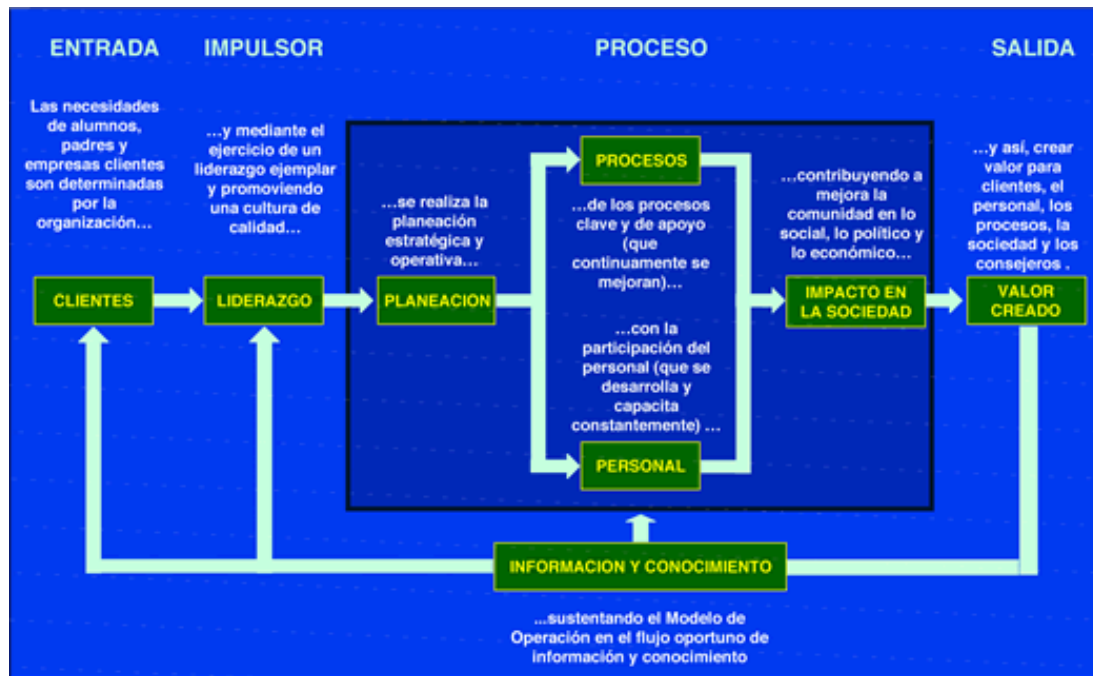 ENTRADA
IMPULSOR
PROCESO
SALIDA
Las necesidades
de alumnos,
padres y
empresas clientes
son determinadas
por la
organización...
CLIENTES
...y mediante el
ejercicio de un
liderazgo ejemplar
y promoviendo
una cultura de
calidad...
LIDERAZGO
...se realiza la
planeación
estratégica y
operativa...
PLANEACION
PROCESOS
...de los procesos
clave y de apoyo
(que
continuamente se
mejoran)...
...con la
participación del
personal (que se
desarrolla y
capacita
constantemente) ...
PERSONAL
...contribuyendo a
mejora la
comunidad en lo
social, lo político y
lo económico...
IMPACTO EN
LA SOCIEDAD
...y así, crear
valor para
clientes, el
personal, los
procesos, la
sociedad y los
consejeros .
VALOR
CREADO
INFORMACION Y CONOCIMIENTO
...sustentando el Modelo de
Operación en el flujo oportuno de
información y conocimiento